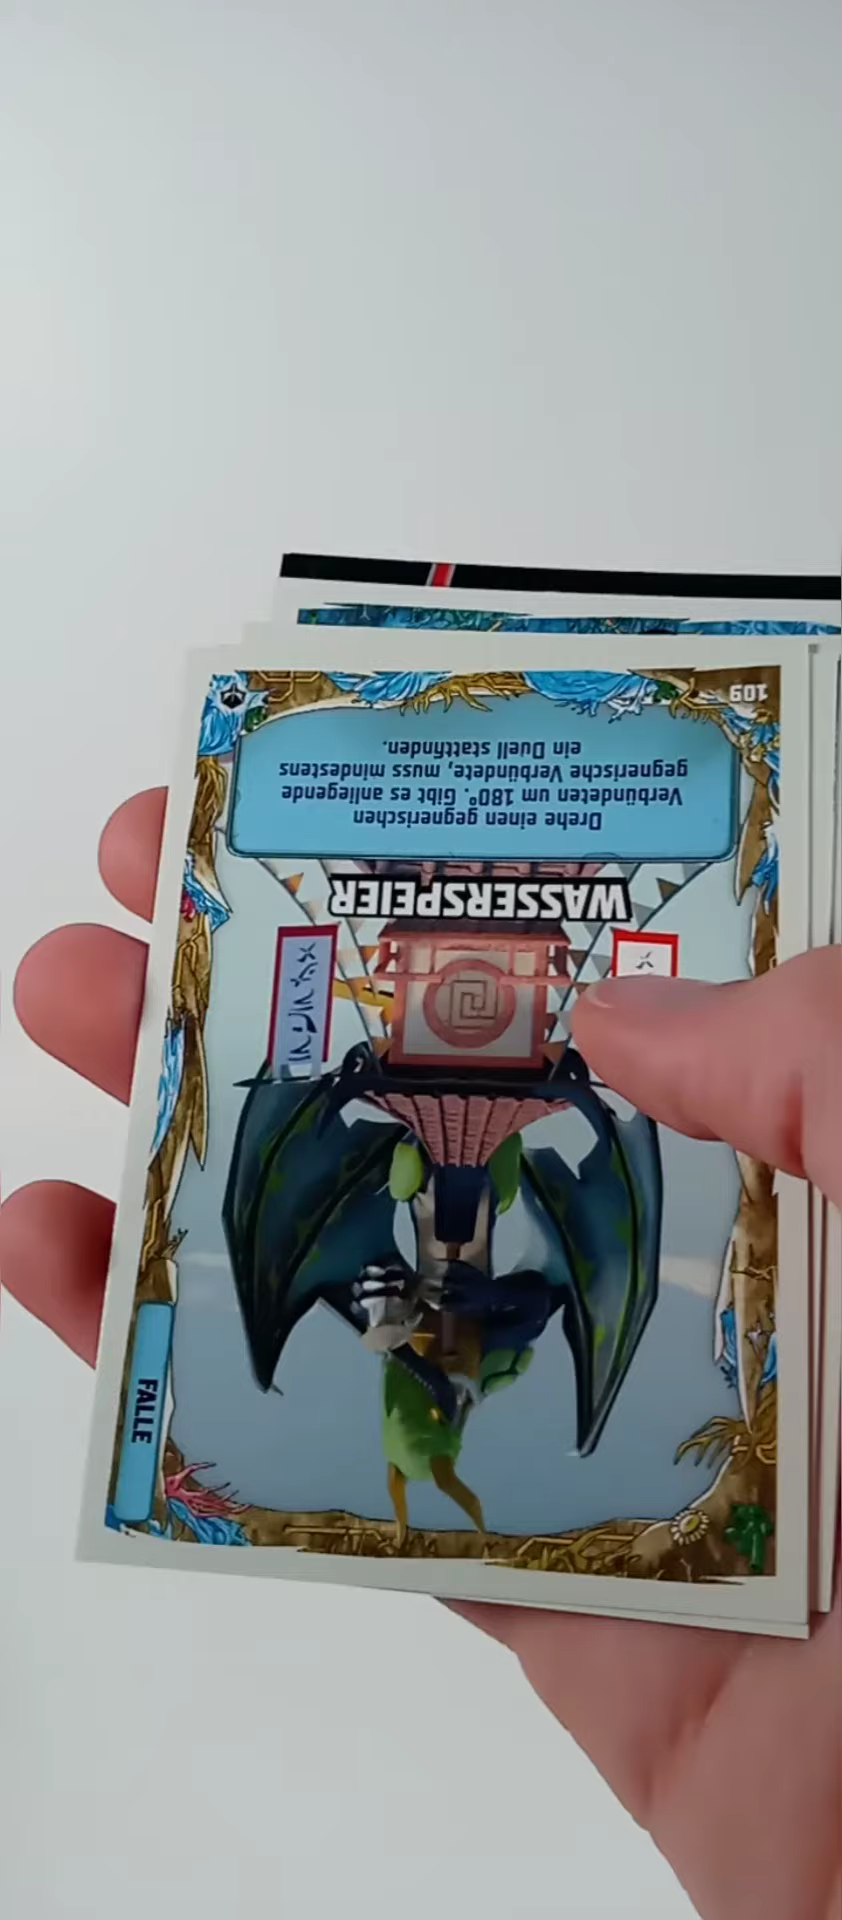 FALLE
WASSERSPEIER
Drehe einen gegnerischen
Verbündeten um 180°. Gibt es anliegende
gegnerische Verbündete, muss mindestens
ein Duell stattfinden.
109